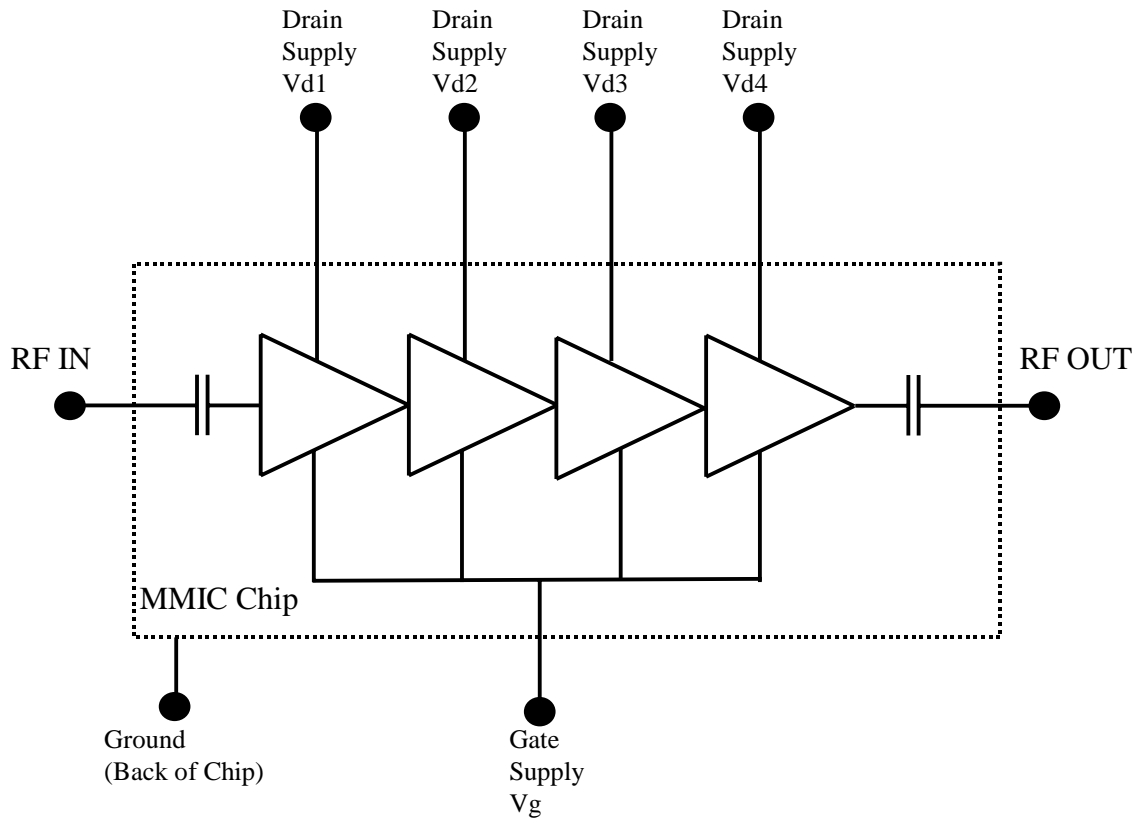 Drain
Supply
Vd1
Drain
Supply
Vd2
Drain
Supply
Vd3
Drain
Supply
Vd4
RF IN
RF OUT
MMIC Chip
Ground
(Back of Chip)
Gate
Supply
Vg